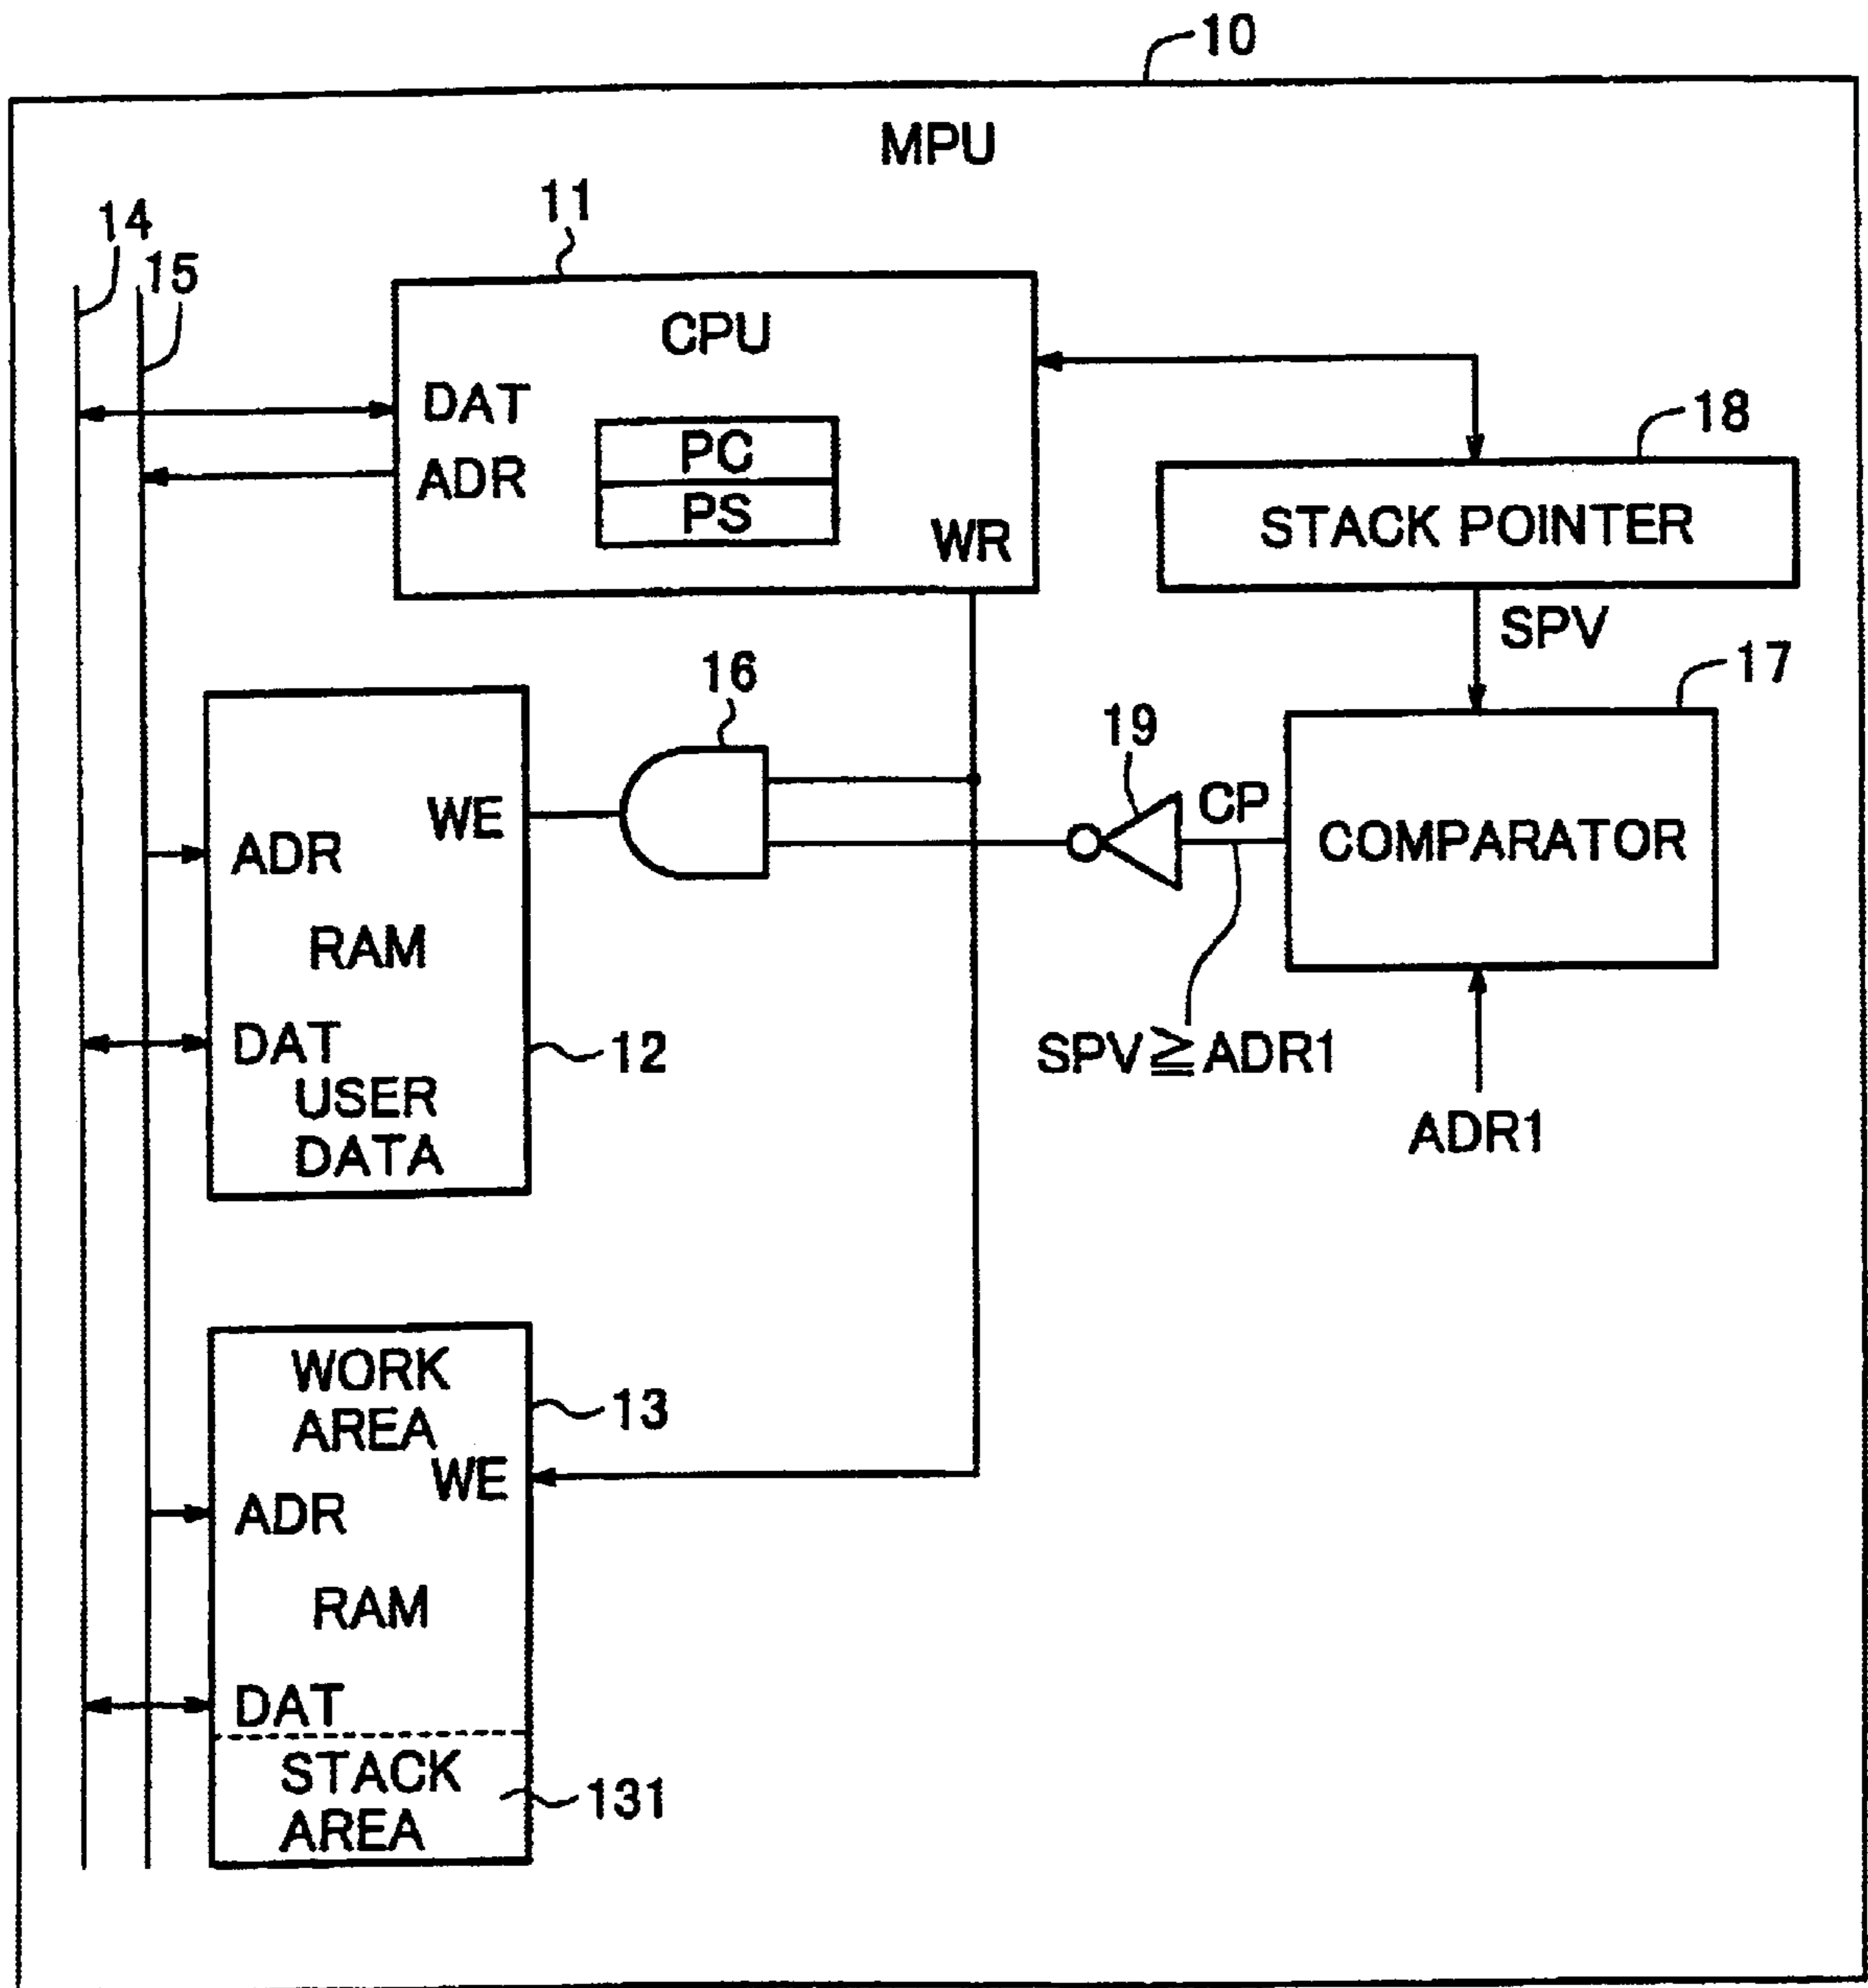 10
MPU
14
15
11
CPU
DAT
ADR
PC
PS
WR
18
STACK POINTER
SPV
17
16
19
CP
COMPARATOR
WE
ADR
RAM
DAT
USER
DATA
12
SPV≧ADR1
ADR1
WORK
AREA
13
WE
ADR
RAM
DAT
STACK
AREA
131